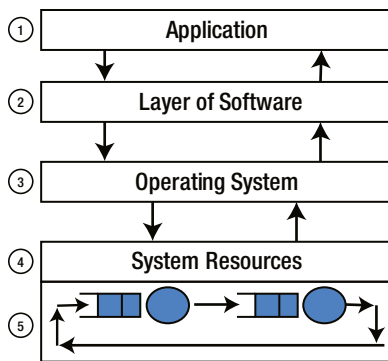 1 Application
2 Layer of Software
3 Operating System
4 System Resources
5